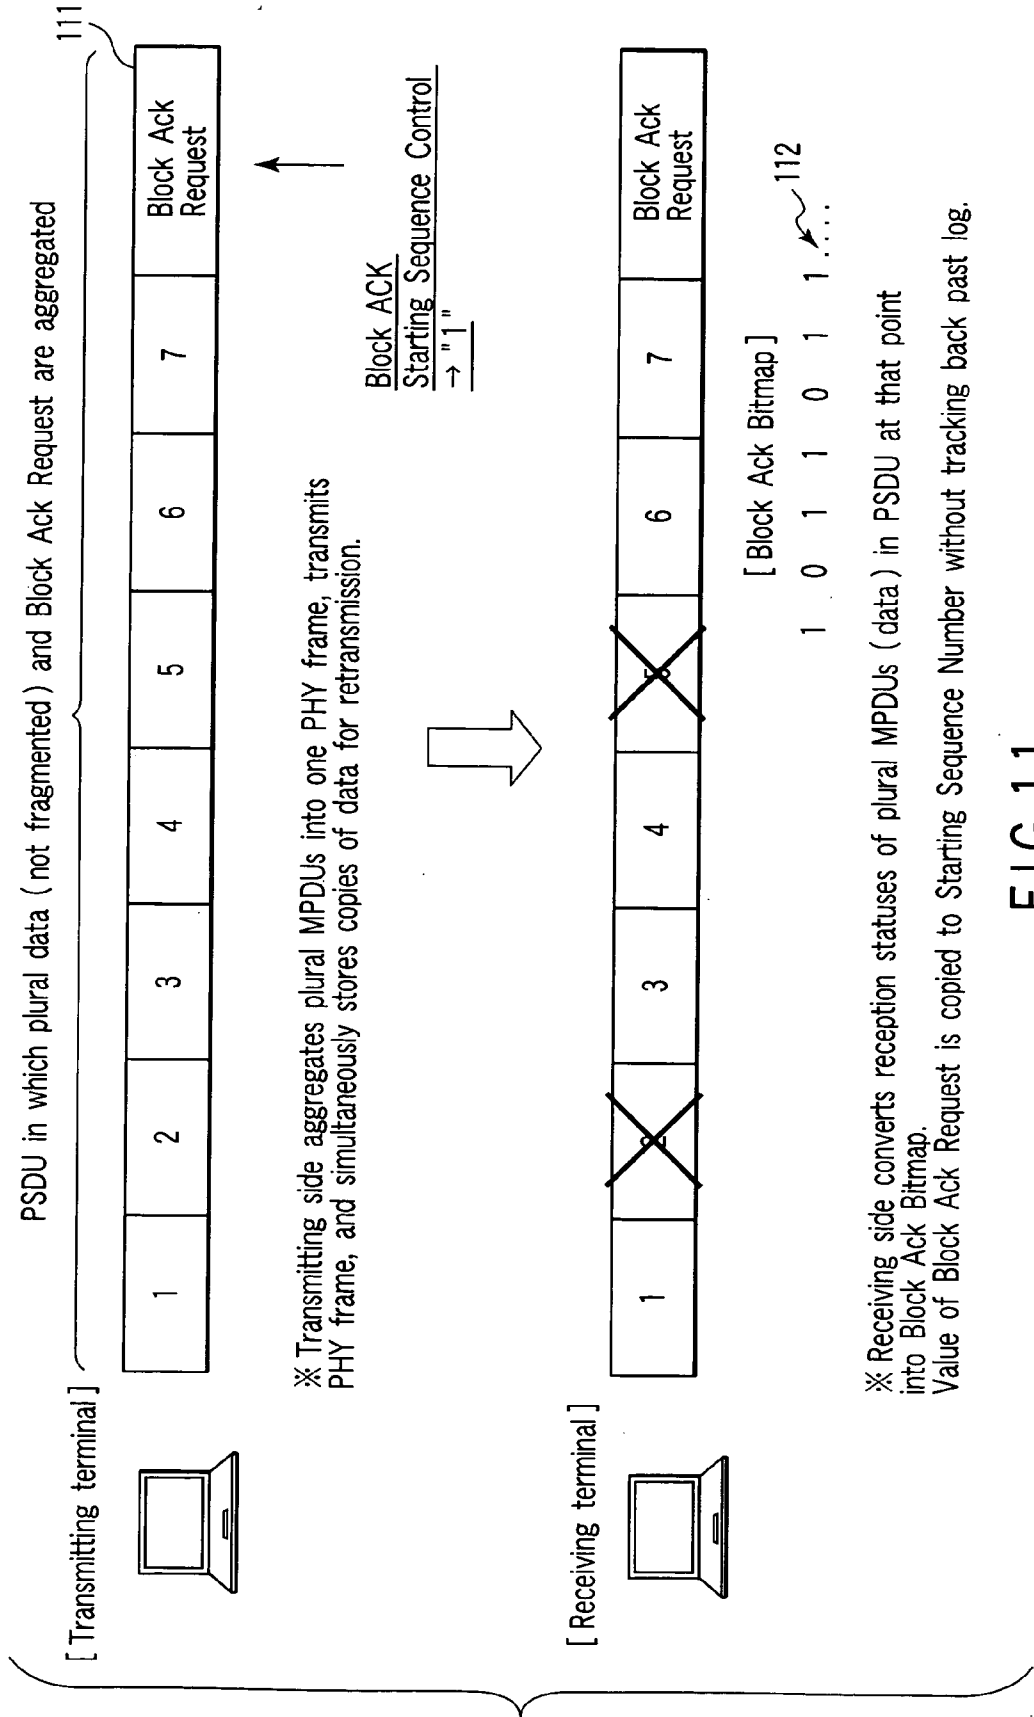 PSDU in which plural data (not fragmented) and Block Ack Request are aggregated
111
[Transmitting terminal]
1 2 3 4 5 6 7 Block Ack
Request
Block ACK
Starting Sequence Control
→ "1"
※ Transmitting side aggregates plural MPDUs into one PHY frame, transmits
PHY frame, and simultaneously stores copies of data for retransmission.
[Receiving terminal]
1 2 3 4 5 6 7 Block Ack
Request
[Block Ack Bitmap]
1 0 1 1 0 1 1 ....
112
※ Receiving side converts reception statuses of plural MPDUs (data) in PSDU at that point
into Block Ack Bitmap.
Value of Block Ack Request is copied to Starting Sequence Number without tracking back past log.
FIG. 11